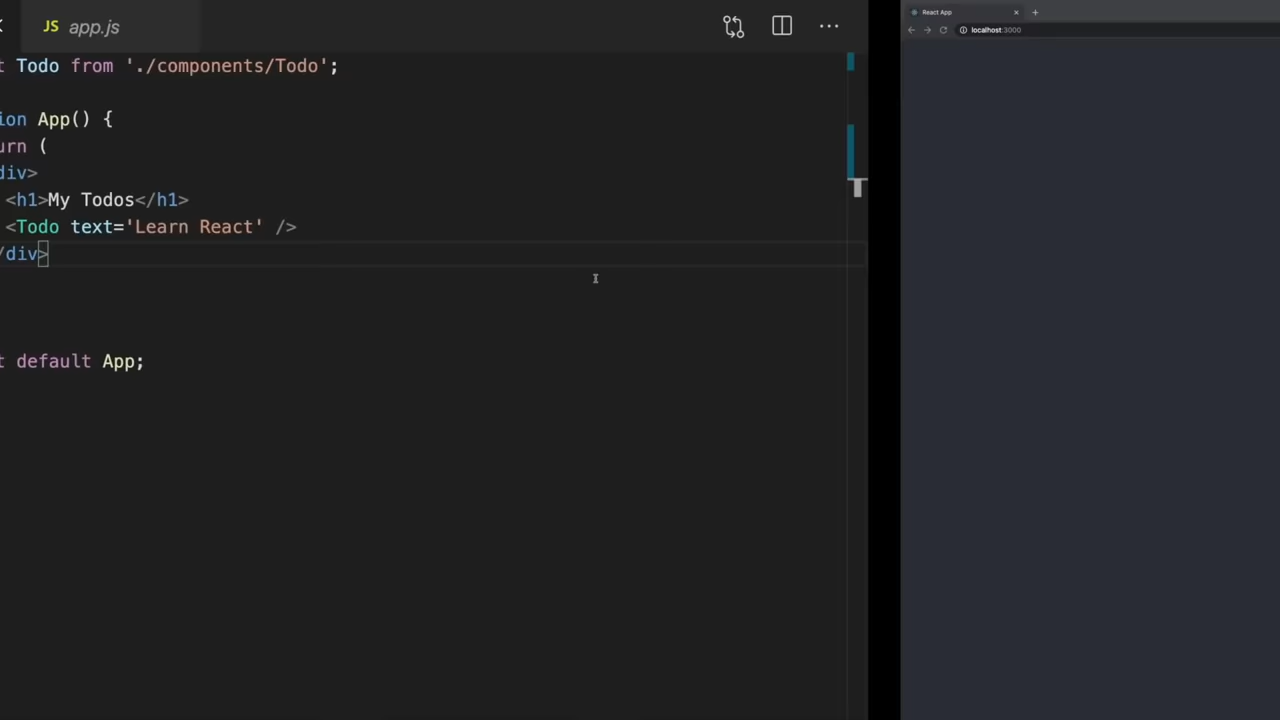 JS app.js
t Todo from './components/Todo';
ion App() {
urn (
div>
<h1>My Todos</h1>
<Todo text='Learn React' />
/div>
t default App;
React App
localhost:3000